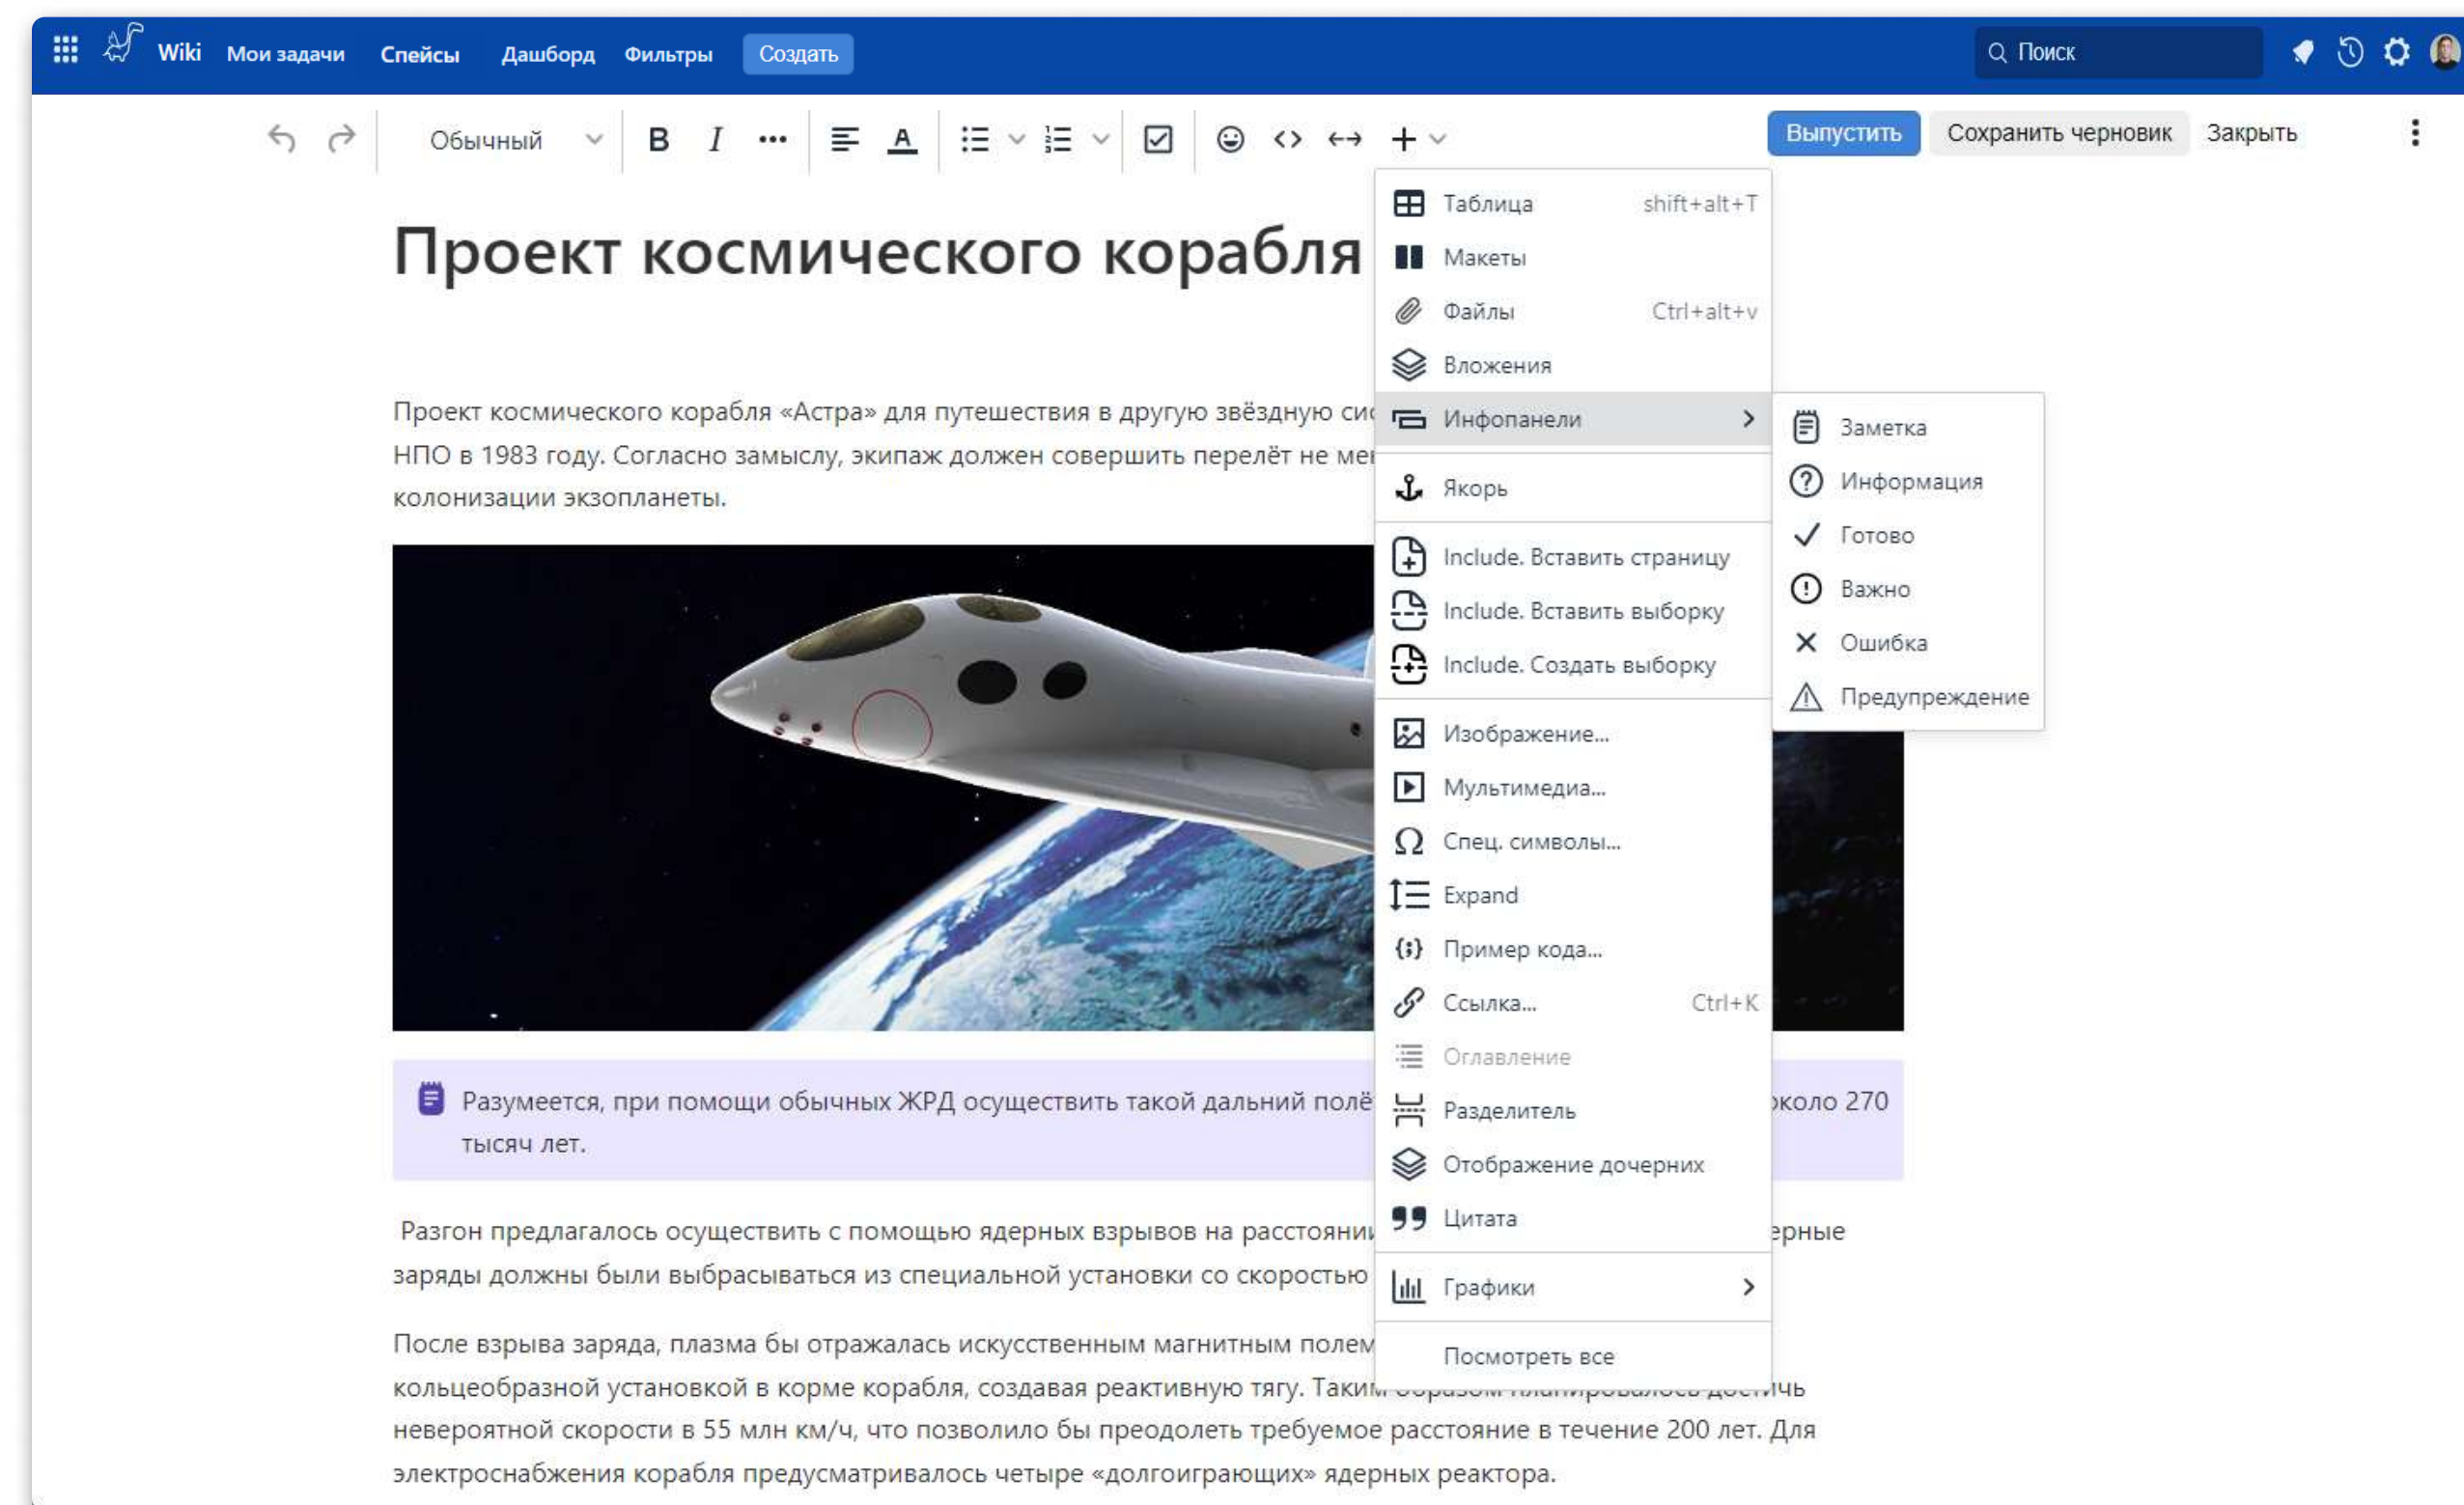 Wiki Мои задачи Спейсы Дашборд Фильтры Создать Поиск
Обычный B I ••• A Выпустить Сохранить черновик Закрыть
Таблица shift+alt+T
Макеты
Файлы Ctrl+alt+v
Вложения
Инфопанели
Якорь
Include. Вставить страницу
Include. Вставить выборку
Include. Создать выборку
Изображение...
Мультимедиа...
Спец. символы...
Expand
Пример кода...
Ссылка... Ctrl+K
Оглавление
Разделитель
Отображение дочерних
Цитата
Графики
Посмотреть все
Заметка
Информация
Готово
Важно
Ошибка
Предупреждение
Проект космического корабля
Проект космического корабля «Астра» для путешествия в другую звёздную
НПО в 1983 году. Согласно замыслу, экипаж должен совершить перелёт не
колонизации экзопланеты.
Разумеется, при помощи обычных ЖРД осуществить такой дальний около 270
тысяч лет.
Разгон предлагалось осуществить с помощью ядерных взрывов на
заряды должны были выбрасываться из специальной установки со скоростью
После взрыва заряда, плазма бы отражалась искусственным магнитным полем
кольцеобразной установкой в корме корабля, создавая реактивную тягу. Таким образом планировалось достичь
невероятной скорости в 55 млн км/ч, что позволило бы преодолеть требуемое расстояние в течение 200 лет. Для
электроснабжения корабля предусматривалось четыре «долгоиграющих» ядерных реактора.